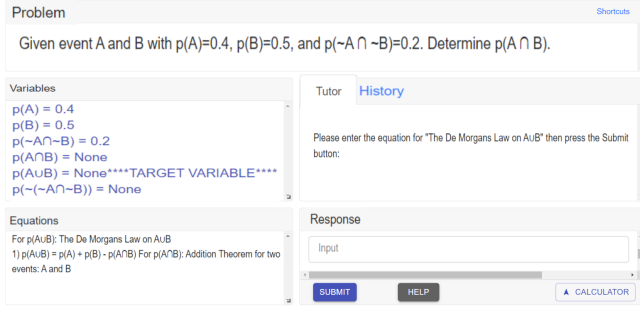 Problem
Shortcuts
Given event A and B with p(A)=0.4, p(B)=0.5, and p(~A ∩ ~B)=0.2. Determine p(A ∩ B).
Variables
p(A) = 0.4
p(B) = 0.5
p(~A∩~B) = 0.2
p(A∩B) = None
p(A∪B) = None****TARGET VARIABLE****
p(~(~A∩~B)) = None
Tutor
History
Please enter the equation for "The De Morgans Law on A∪B" then press the Submit
button:
Equations
For p(A∪B): The De Morgans Law on A∪B
1) p(A∪B) = p(A) + p(B) - p(A∩B) For p(A∩B): Addition Theorem for two
events: A and B
Response
Input
SUBMIT
HELP
CALCULATOR